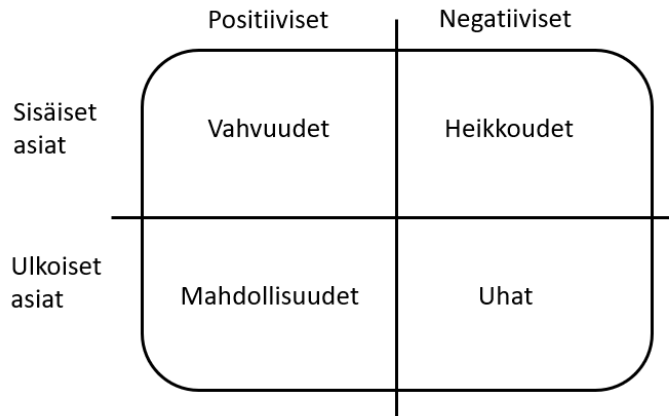 Positiiviset
Negatiiviset
Sisäiset
asiat
Vahvuudet
Heikkoudet
Ulkoiset
asiat
Mahdollisuudet
Uhat